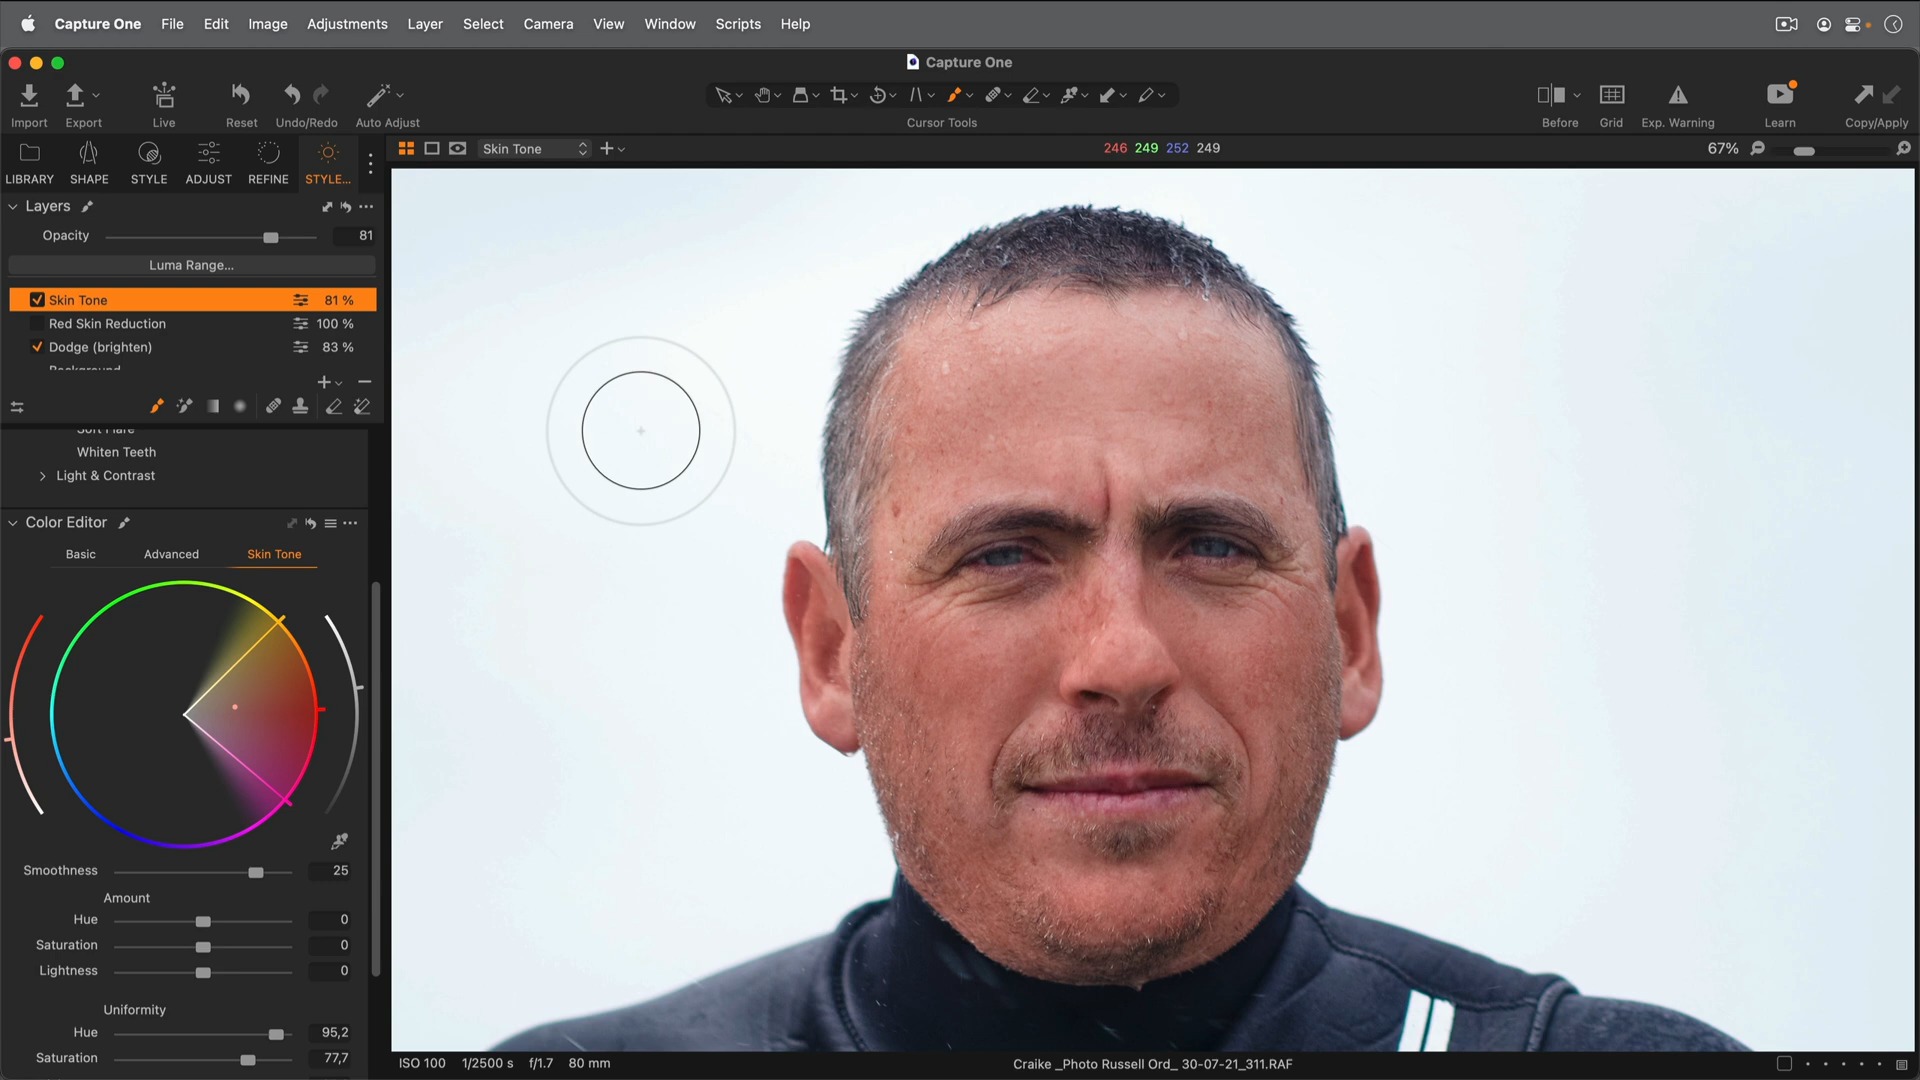 Capture One File Edit Image Adjustments Layer Select Camera View Window Scripts Help
Capture One
Import Export Live Reset Undo/Redo Auto Adjust Cursor Tools Before Grid Exp. Warning Learn Copy/Apply
LIBRARY SHAPE STYLE ADJUST REFINE STYLE...
Skin Tone
246 249 252 249
67%
Layers
Opacity 81
Luma Range...
Skin Tone 81 %
Red Skin Reduction 100 %
Dodge (brighten) 83 %
Background
Soft Flare
Whiten Teeth
Light & Contrast
Color Editor
Basic Advanced Skin Tone
Smoothness 25
Amount
Hue 0
Saturation 0
Lightness 0
Uniformity
Hue 95,2
Saturation 77,7
ISO 100 1/2500 s f/1.7 80 mm
Craike _Photo Russell Ord_ 30-07-21_311.RAF